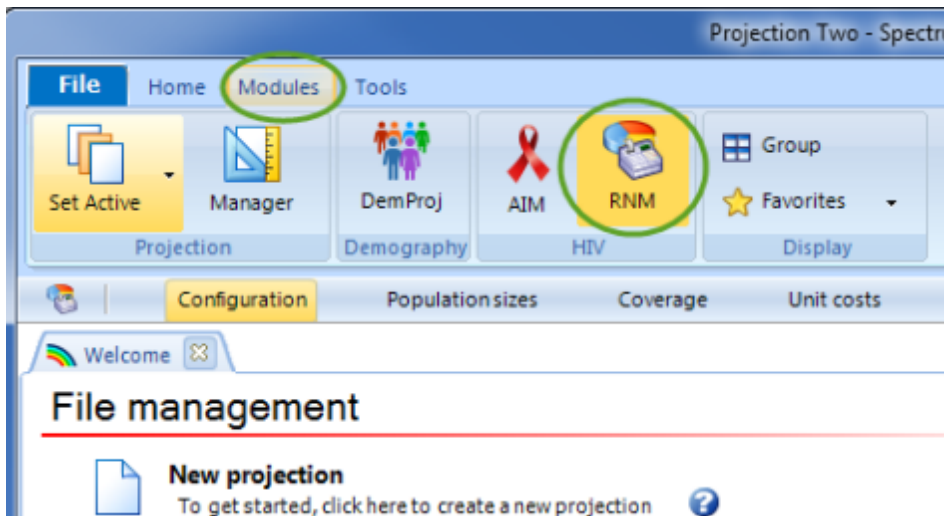 Projection Two - Spectru
File Home Modules Tools
Set Active Manager DemProj AIM RNM Group
Favorites
Projection Demography HIV Display
Configuration Population sizes Coverage Unit costs
Welcome
File management
New projection
To get started, click here to create a new projection